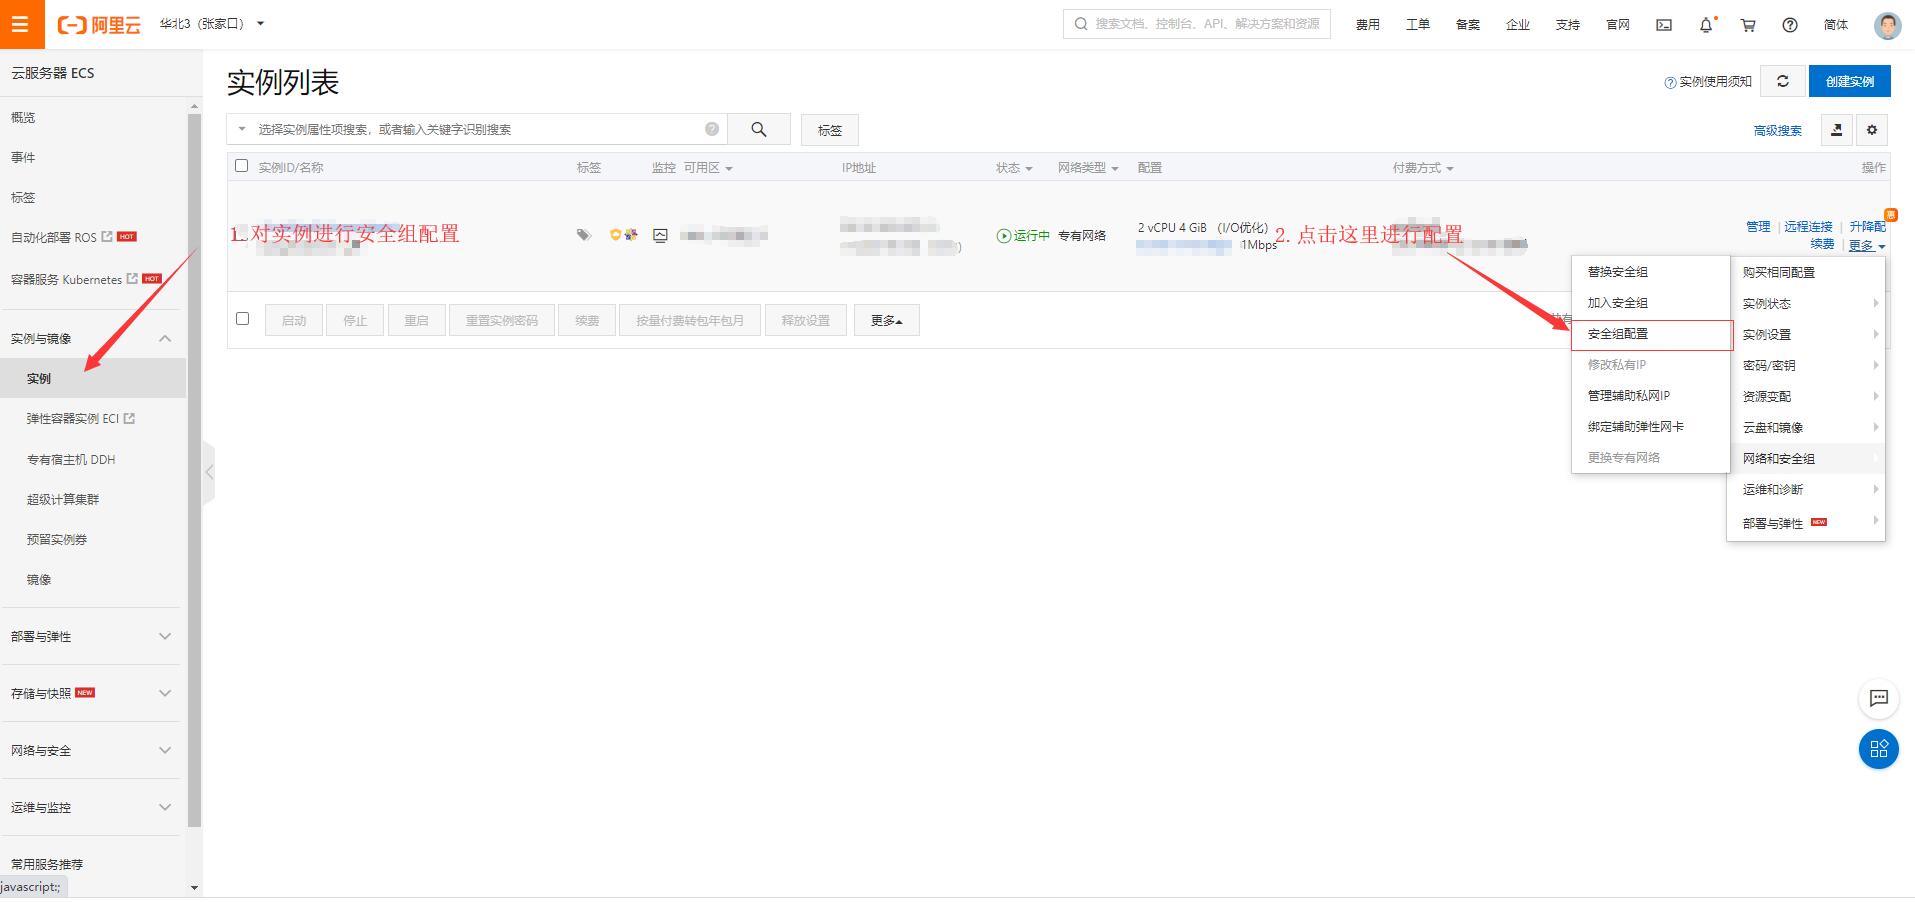 阿里云
华北3（张家口）
搜索文档、控制台、API、解决方案和资源
费用
工单
备案
企业
支持
官网
简体
云服务器 ECS
概览
事件
标签
自动化部署 ROS HOT
容器服务 Kubernetes HOT
实例与镜像
实例
弹性容器实例 ECI
专有宿主机 DDH
超级计算集群
预留实例券
镜像
部署与弹性
存储与快照 NEW
网络与安全
运维与监控
常用服务推荐
javascript:;
实例列表
实例使用须知
创建实例
选择实例属性项搜索，或者输入关键字识别搜索
标签
高级搜索
实例ID/名称
标签
监控
可用区
IP地址
状态
网络类型
配置
付费方式
操作
1. 对实例进行安全组配置
运行中
专有网络
2 vCPU 4 GiB （I/O优化）
1Mbps
2. 点击这里进行配置
管理
远程连接
升降配
惠
续费
更多
启动
停止
重启
重置实例密码
续费
按量付费转包年包月
释放设置
更多
共有
替换安全组
加入安全组
安全组配置
修改私有IP
管理辅助私网IP
绑定辅助弹性网卡
更换专有网络
购买相同配置
实例状态
实例设置
密码/密钥
资源变配
云盘和镜像
网络和安全组
运维和诊断
部署与弹性 NEW